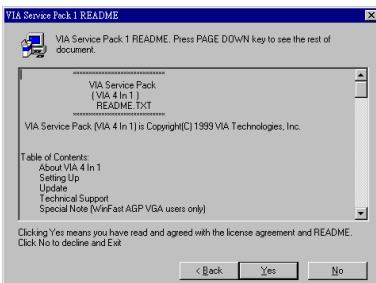 VIA Service Pack 1 README
VIA Service Pack 1 README. Press PAGE DOWN key to see the rest of
document.
==========================
VIA Service Pack
( VIA 4 In 1 )
README.TXT
==========================
VIA Service Pack (VIA 4 In 1) is Copyright(C) 1999 VIA Technologies, Inc.
Table of Contents:
About VIA 4 In 1
Setting Up
Update
Technical Support
Special Note (WinFast AGP VGA users only)
Clicking Yes means you have read and agreed with the license agreement and README.
Click No to decline and Exit
< Back
Yes
No